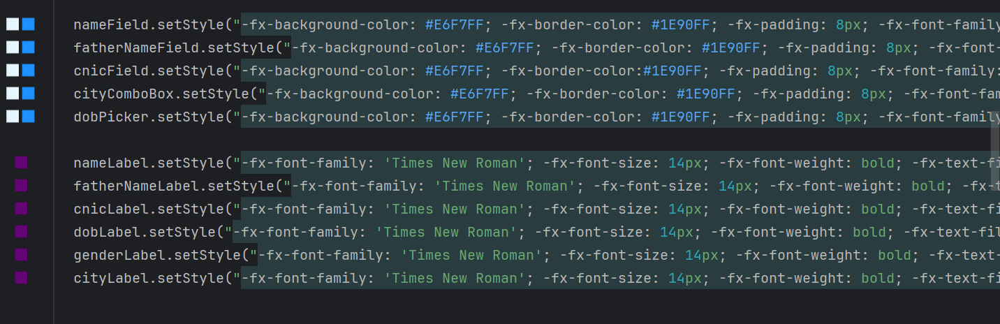 nameField.setStyle("-fx-background-color: #E6F7FF; -fx-border-color: #1E90FF; -fx-padding: 8px; -fx-font-family
fatherNameField.setStyle("-fx-background-color: #E6F7FF; -fx-border-color: #1E90FF; -fx-padding: 8px; -fx-font-
cnicField.setStyle("-fx-background-color: #E6F7FF; -fx-border-color:#1E90FF; -fx-padding: 8px; -fx-font-family:
cityComboBox.setStyle("-fx-background-color: #E6F7FF; -fx-border-color: #1E90FF; -fx-padding: 8px; -fx-font-fam
dobPicker.setStyle("-fx-background-color: #E6F7FF; -fx-border-color: #1E90FF; -fx-padding: 8px; -fx-font-family
nameLabel.setStyle("-fx-font-family: 'Times New Roman'; -fx-font-size: 14px; -fx-font-weight: bold; -fx-text-fi
fatherNameLabel.setStyle("-fx-font-family: 'Times New Roman'; -fx-font-size: 14px; -fx-font-weight: bold; -fx-t
cnicLabel.setStyle("-fx-font-family: 'Times New Roman'; -fx-font-size: 14px; -fx-font-weight: bold; -fx-text-fi
dobLabel.setStyle("-fx-font-family: 'Times New Roman'; -fx-font-size: 14px; -fx-font-weight: bold; -fx-text-fil
genderLabel.setStyle("-fx-font-family: 'Times New Roman'; -fx-font-size: 14px; -fx-font-weight: bold; -fx-text-
cityLabel.setStyle("-fx-font-family: 'Times New Roman'; -fx-font-size: 14px; -fx-font-weight: bold; -fx-text-fi